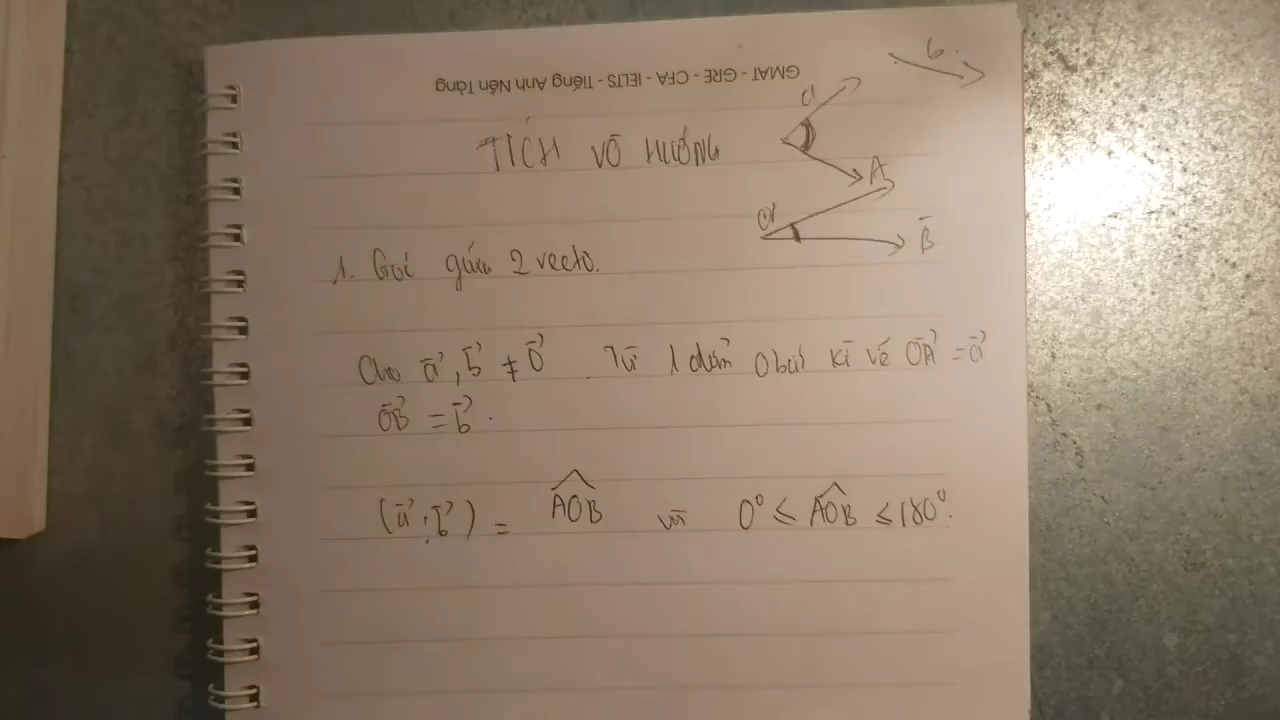 GMAT - GRE - CFA - IELTS - Tiếng Anh Nền Tảng
b
a
TÍCH VÔ HƯỚNG
A
O
B
1. Góc giữa 2 vectơ.
Cho a⃗, b⃗ ≠ 0⃗. Từ 1 điểm O bất kì vẽ OA⃗ = a⃗
OB⃗ = b⃗.
(a⃗; b⃗) = AOB với 0° ≤ AOB ≤ 180°.